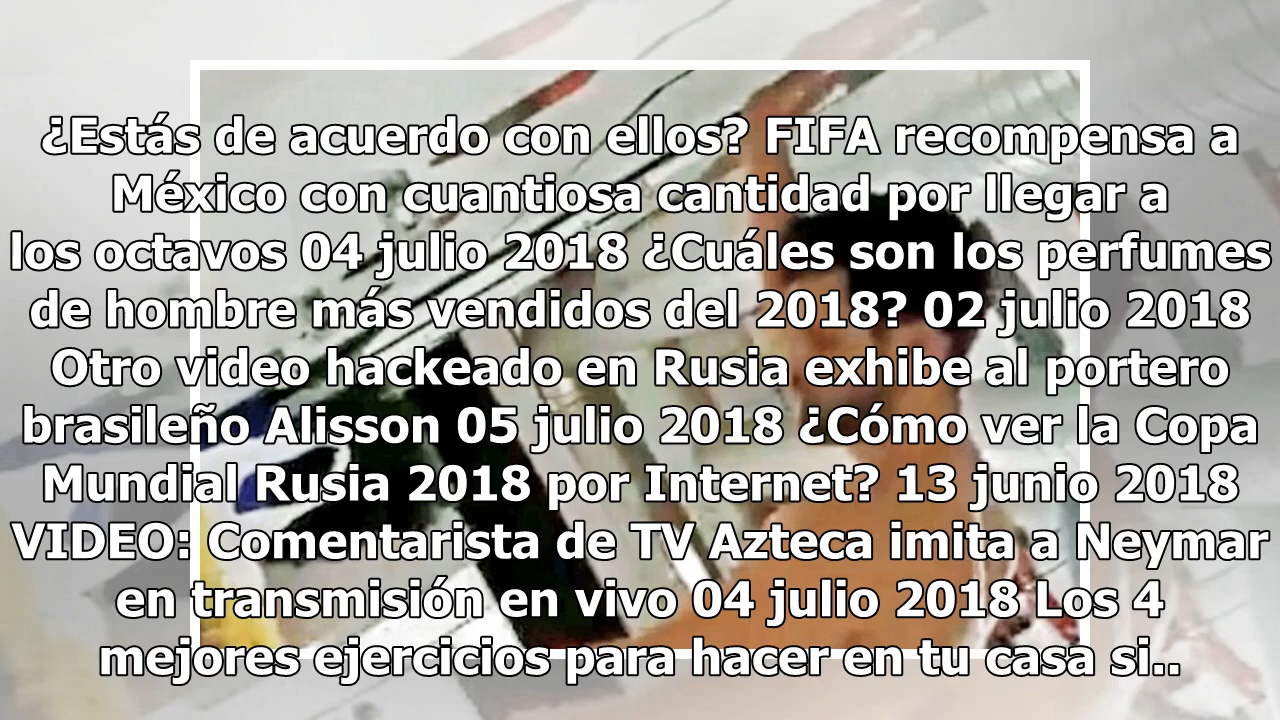 ¿Estás de acuerdo con ellos? FIFA recompensa a
México con cuantiosa cantidad por llegar a
los octavos 04 julio 2018 ¿Cuáles son los perfumes
de hombre más vendidos del 2018? 02 julio 2018
Otro video hackeado en Rusia exhibe al portero
brasileño Alisson 05 julio 2018 ¿Cómo ver la Copa
Mundial Rusia 2018 por Internet? 13 junio 2018
VIDEO: Comentarista de TV Azteca imita a Neymar
en transmisión en vivo 04 julio 2018 Los 4
mejores ejercicios para hacer en tu casa si..